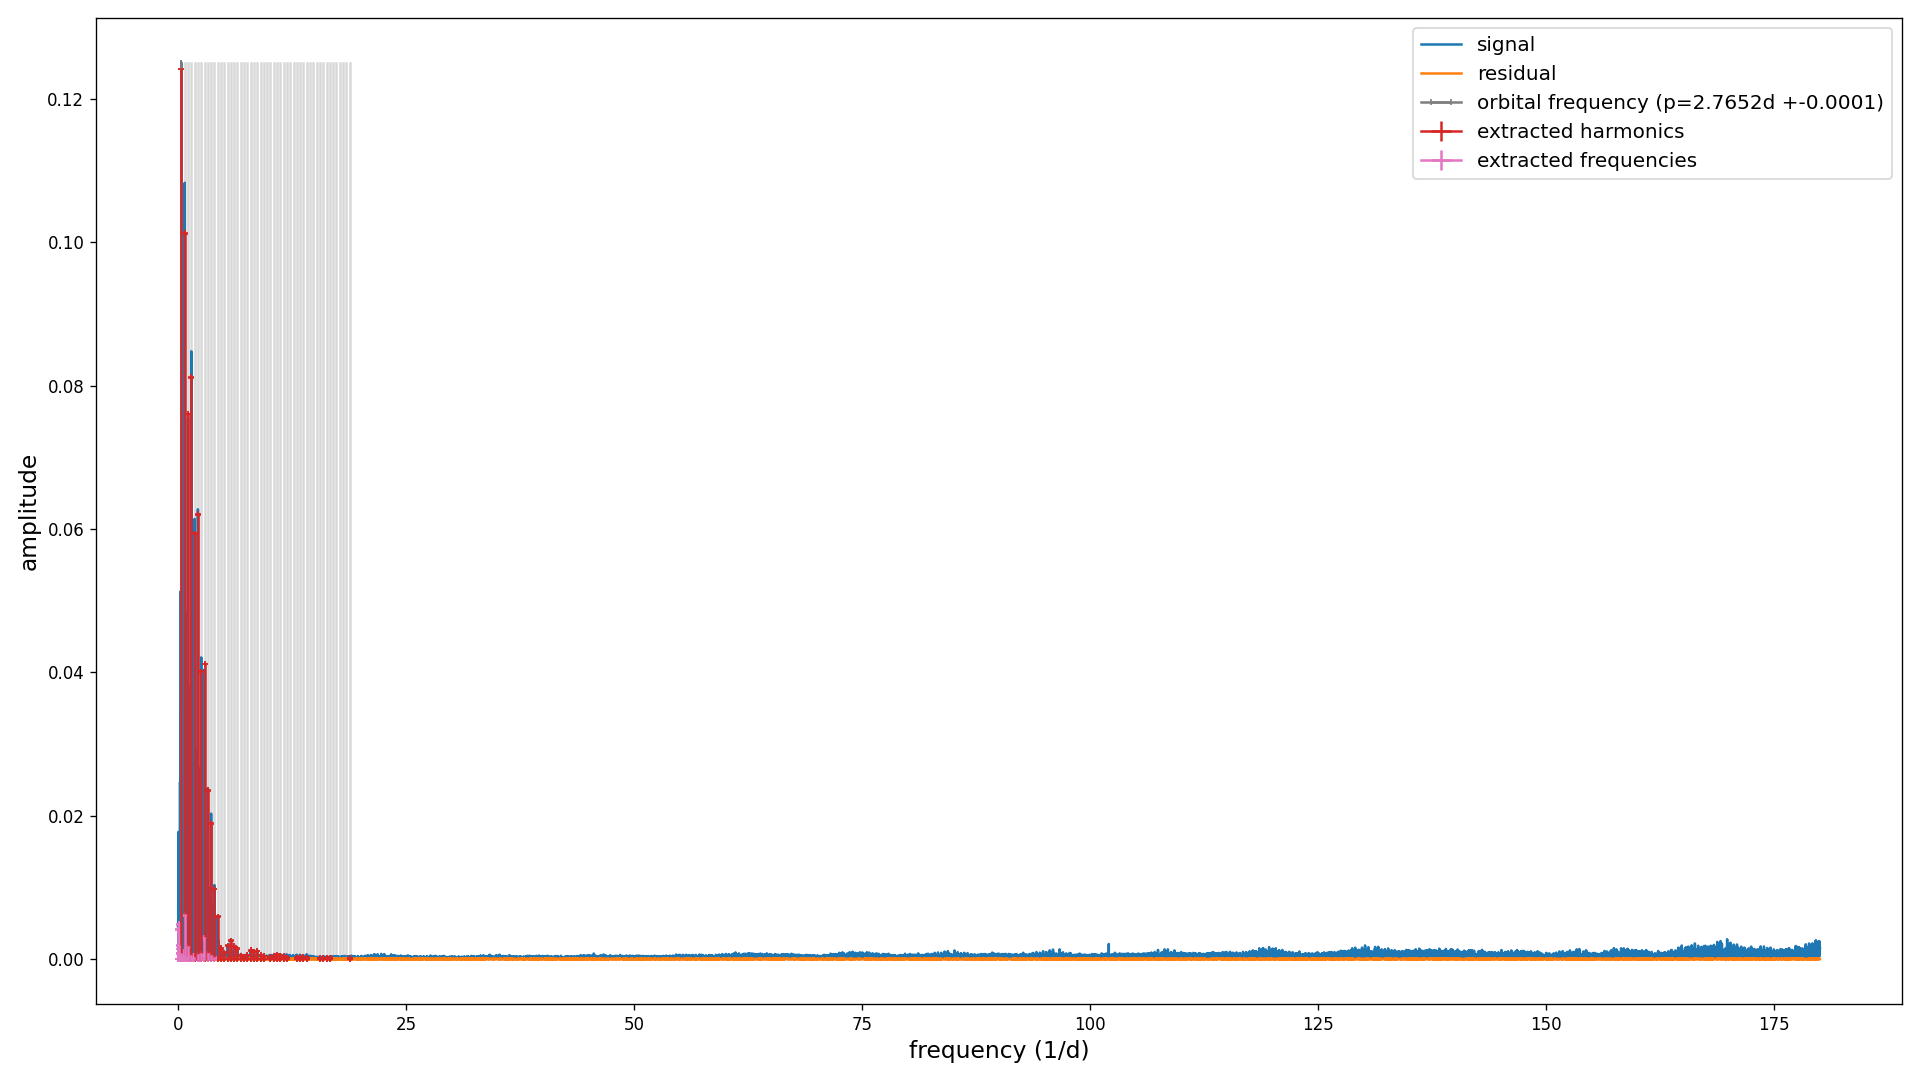 signal
residual
orbital frequency (p=2.7652d +-0.0001)
extracted harmonics
extracted frequencies
0.12
0.10
0.08
0.06
0.04
0.02
0.00
amplitude
0
25
50
75
100
125
150
175
frequency (1/d)